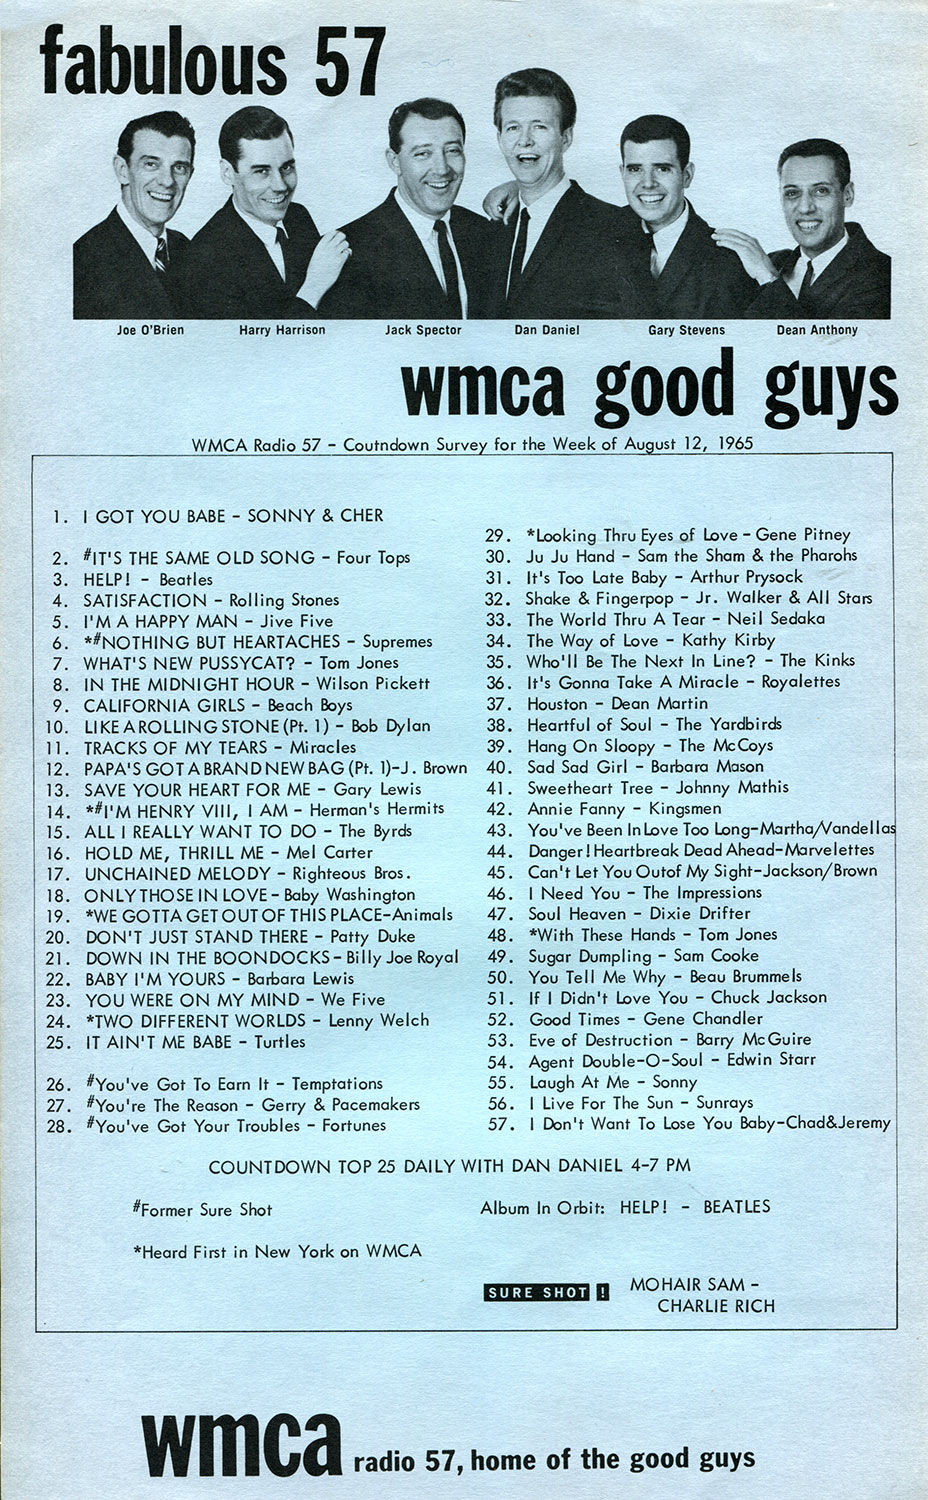 fabulous 57
Joe O'Brien Harry Harrison Jack Spector Dan Daniel Gary Stevens Dean Anthony
wmca good guys
WMCA Radio 57 - Coutndown Survey for the Week of August 12, 1965
1. I GOT YOU BABE - SONNY & CHER
2. #IT'S THE SAME OLD SONG - Four Tops
3. HELP! - Beatles
4. SATISFACTION - Rolling Stones
5. I'M A HAPPY MAN - Jive Five
6. *#NOTHING BUT HEARTACHES - Supremes
7. WHAT'S NEW PUSSYCAT? - Tom Jones
8. IN THE MIDNIGHT HOUR - Wilson Pickett
9. CALIFORNIA GIRLS - Beach Boys
10. LIKE A ROLLING STONE (Pt. 1) - Bob Dylan
11. TRACKS OF MY TEARS - Miracles
12. PAPA'S GOT A BRAND NEW BAG (Pt. 1)-J. Brown
13. SAVE YOUR HEART FOR ME - Gary Lewis
14. *#I'M HENRY VIII, I AM - Herman's Hermits
15. ALL I REALLY WANT TO DO - The Byrds
16. HOLD ME, THRILL ME - Mel Carter
17. UNCHAINED MELODY - Righteous Bros.
18. ONLY THOSE IN LOVE - Baby Washington
19. *WE GOTTA GET OUT OF THIS PLACE-Animals
20. DON'T JUST STAND THERE - Patty Duke
21. DOWN IN THE BOONDOCKS - Billy Joe Royal
22. BABY I'M YOURS - Barbara Lewis
23. YOU WERE ON MY MIND - We Five
24. *TWO DIFFERENT WORLDS - Lenny Welch
25. IT AIN'T ME BABE - Turtles
26. #You've Got To Earn It - Temptations
27. #You're The Reason - Gerry & Pacemakers
28. #You've Got Your Troubles - Fortunes
29. *Looking Thru Eyes of Love - Gene Pitney
30. Ju Ju Hand - Sam the Sham & the Pharohs
31. It's Too Late Baby - Arthur Prysock
32. Shake & Fingerpop - Jr. Walker & All Stars
33. The World Thru A Tear - Neil Sedaka
34. The Way of Love - Kathy Kirby
35. Who'll Be The Next In Line? - The Kinks
36. It's Gonna Take A Miracle - Royalettes
37. Houston - Dean Martin
38. Heartful of Soul - The Yardbirds
39. Hang On Sloopy - The McCoys
40. Sad Sad Girl - Barbara Mason
41. Sweetheart Tree - Johnny Mathis
42. Annie Fanny - Kingsmen
43. You've Been In Love Too Long-Martha/Vandellas
44. Danger! Heartbreak Dead Ahead-Marvelettes
45. Can't Let You Outof My Sight-Jackson/Brown
46. I Need You - The Impressions
47. Soul Heaven - Dixie Drifter
48. *With These Hands - Tom Jones
49. Sugar Dumpling - Sam Cooke
50. You Tell Me Why - Beau Brummels
51. If I Didn't Love You - Chuck Jackson
52. Good Times - Gene Chandler
53. Eve of Destruction - Barry McGuire
54. Agent Double-O-Soul - Edwin Starr
55. Laugh At Me - Sonny
56. I Live For The Sun - Sunrays
57. I Don't Want To Lose You Baby-Chad&Jeremy
COUNTDOWN TOP 25 DAILY WITH DAN DANIEL 4-7 PM
#Former Sure Shot
*Heard First in New York on WMCA
Album In Orbit: HELP! - BEATLES
SURE SHOT ! MOHAIR SAM -
CHARLIE RICH
wmca radio 57, home of the good guys